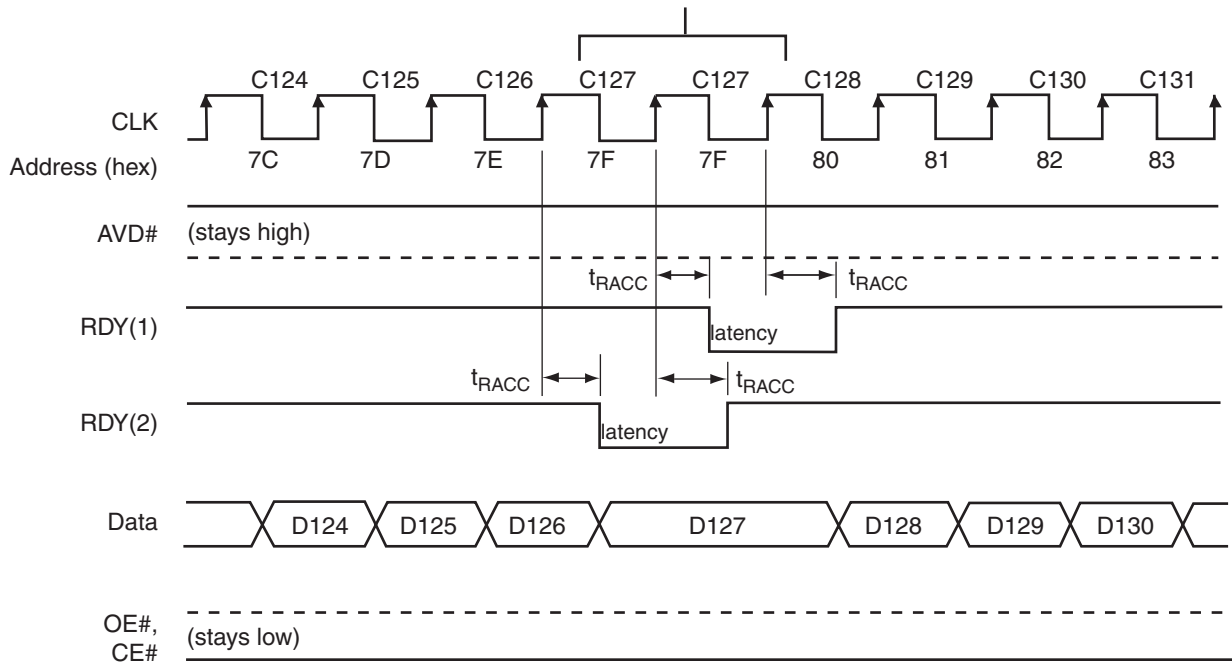 C124 C125 C126 C127 C127 C128 C129 C130 C131
CLK
7C 7D 7E 7F 7F 80 81 82 83
Address (hex)
AVD# (stays high)
tRACC tRACC
RDY(1) latency
tRACC tRACC
RDY(2) latency
Data D124 D125 D126 D127 D128 D129 D130
OE#,
CE# (stays low)